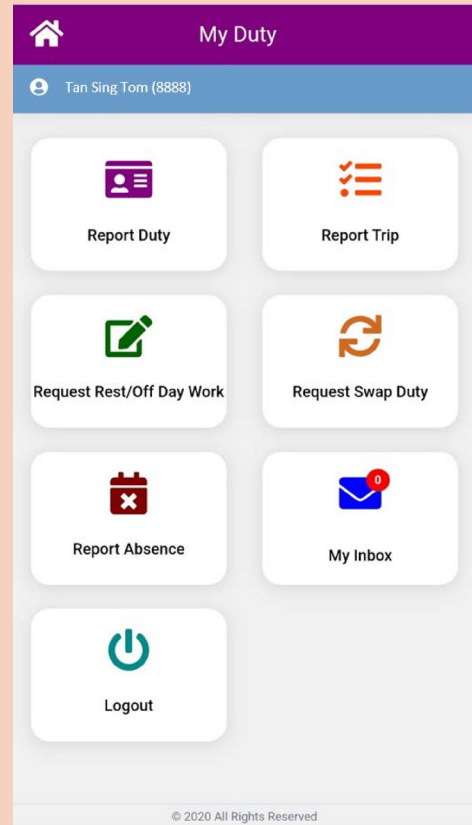 My Duty
Tan Sing Tom (8888)
Report Duty
Report Trip
Request Rest/Off Day Work
Request Swap Duty
Report Absence
0
My Inbox
Logout
© 2020 All Rights Reserved